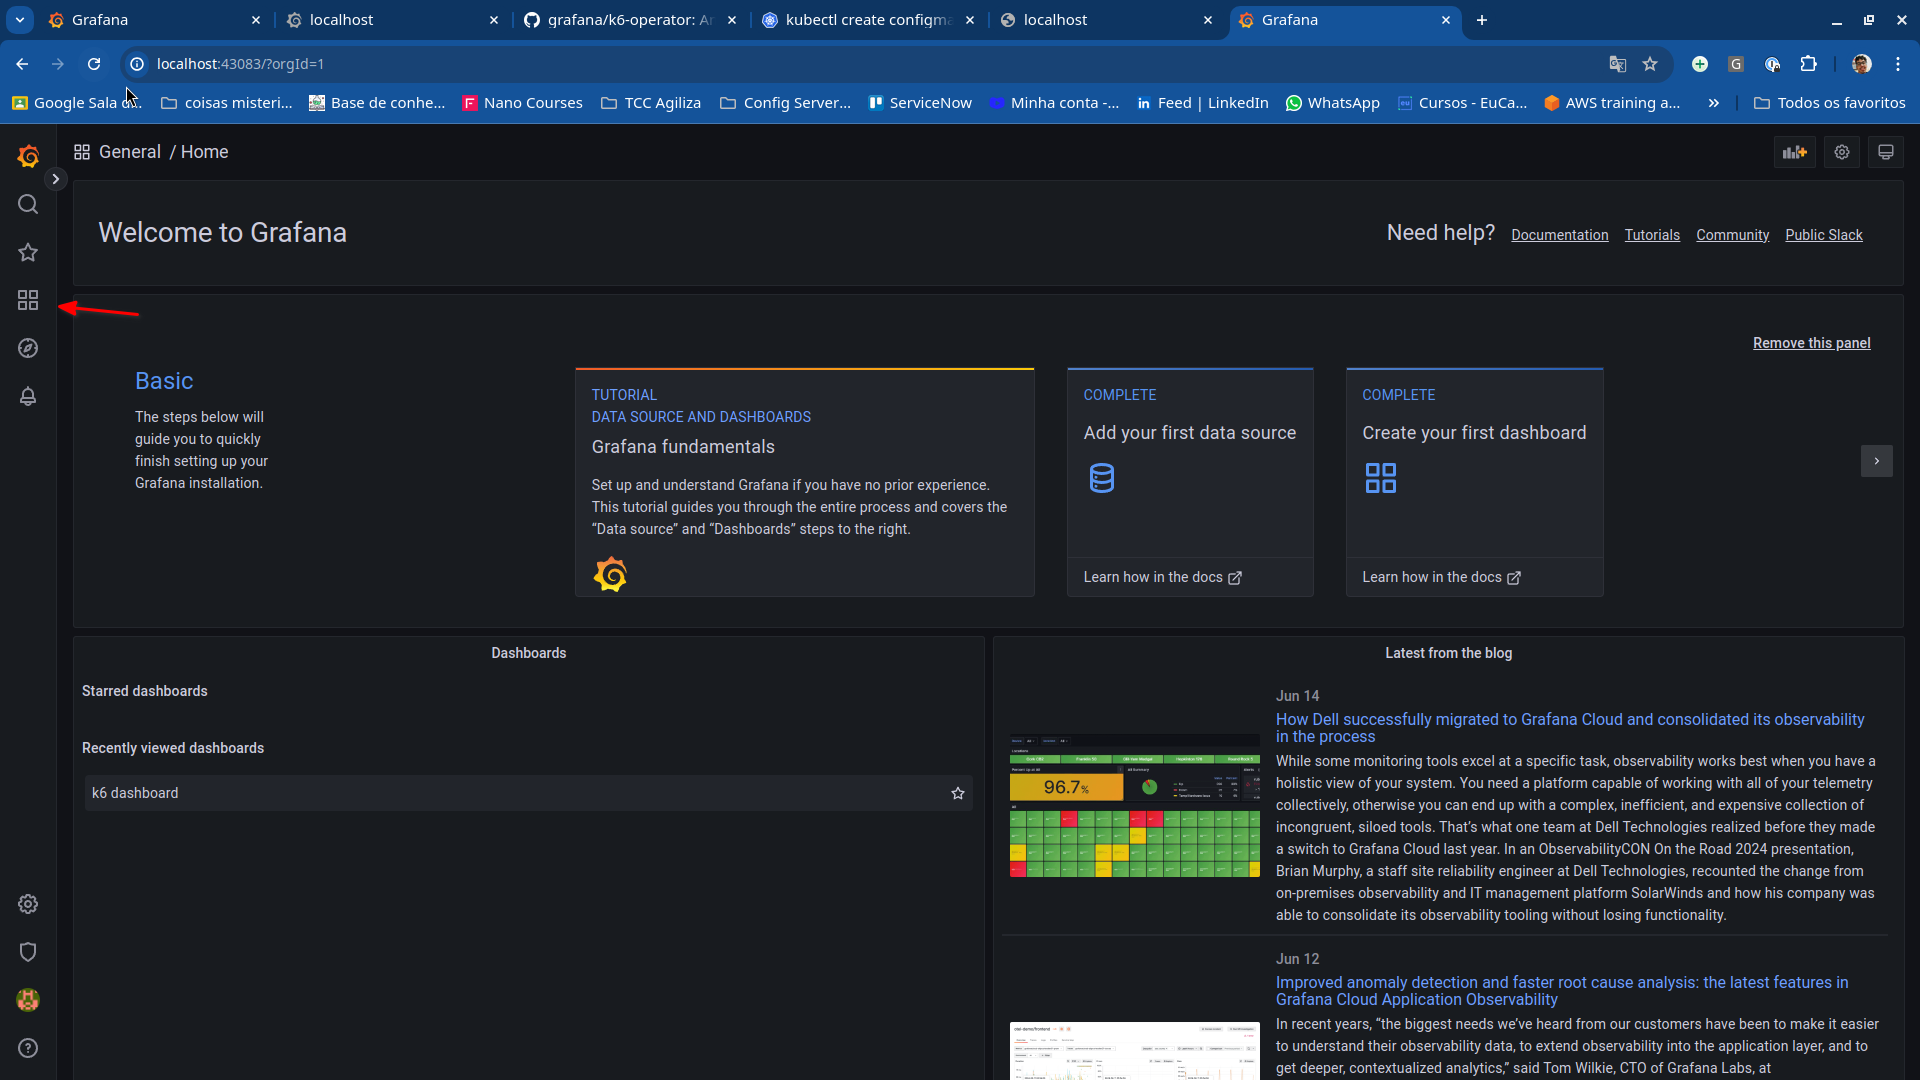 Grafana
localhost
grafana/k6-operator: Ar
kubectl create configma
localhost
Grafana
localhost:43083/?orgId=1
Google Sala d...
coisas misteri...
Base de conhe...
Nano Courses
TCC Agiliza
Config Server...
ServiceNow
Minha conta -...
Feed | LinkedIn
WhatsApp
Cursos - EuCa...
AWS training a...
Todos os favoritos
General / Home
Welcome to Grafana
Need help?
Documentation
Tutorials
Community
Public Slack
Remove this panel
Basic
The steps below will
guide you to quickly
finish setting up your
Grafana installation.
TUTORIAL
DATA SOURCE AND DASHBOARDS
Grafana fundamentals
Set up and understand Grafana if you have no prior experience.
This tutorial guides you through the entire process and covers the
“Data source” and “Dashboards” steps to the right.
COMPLETE
Add your first data source
Learn how in the docs
COMPLETE
Create your first dashboard
Learn how in the docs
Dashboards
Starred dashboards
Recently viewed dashboards
k6 dashboard
Latest from the blog
Jun 14
How Dell successfully migrated to Grafana Cloud and consolidated its observability
in the process
While some monitoring tools excel at a specific task, observability works best when you have a
holistic view of your system. You need a platform capable of working with all of your telemetry
collectively, otherwise you can end up with a complex, inefficient, and expensive collection of
incongruent, siloed tools. That’s what one team at Dell Technologies realized before they made
a switch to Grafana Cloud last year. In an ObservabilityCON On the Road 2024 presentation,
Brian Murphy, a staff site reliability engineer at Dell Technologies, recounted the change from
on-premises observability and IT management platform SolarWinds and how his company was
able to consolidate its observability tooling without losing functionality.
96.7%
Jun 12
Improved anomaly detection and faster root cause analysis: the latest features in
Grafana Cloud Application Observability
In recent years, “the biggest needs we’ve heard from our customers have been to make it easier
to understand their observability data, to extend observability into the application layer, and to
get deeper, contextualized analytics,” said Tom Wilkie, CTO of Grafana Labs, at